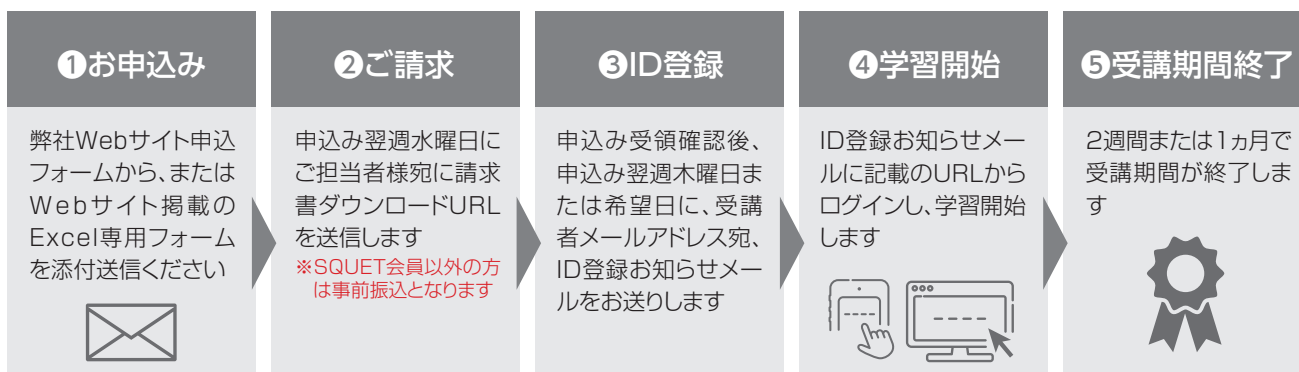 ❶お申込み
弊社Webサイト申込
フォームから、または
Webサイト掲載の
Excel専用フォーム
を添付送信ください
❷ご請求
申込み翌週水曜日に
ご担当者様宛に請求
書ダウンロードURL
を送信します
※SQUET会員以外の方
は事前振込となります
❸ID登録
申込み受領確認後、
申込み翌週木曜日ま
たは希望日に、受講
者メールアドレス宛、
ID登録お知らせメー
ルをお送りします
❹学習開始
ID登録お知らせメー
ルに記載のURLから
ログインし、学習開始
します
❺受講期間終了
2週間または1ヵ月で
受講期間が終了しま
す